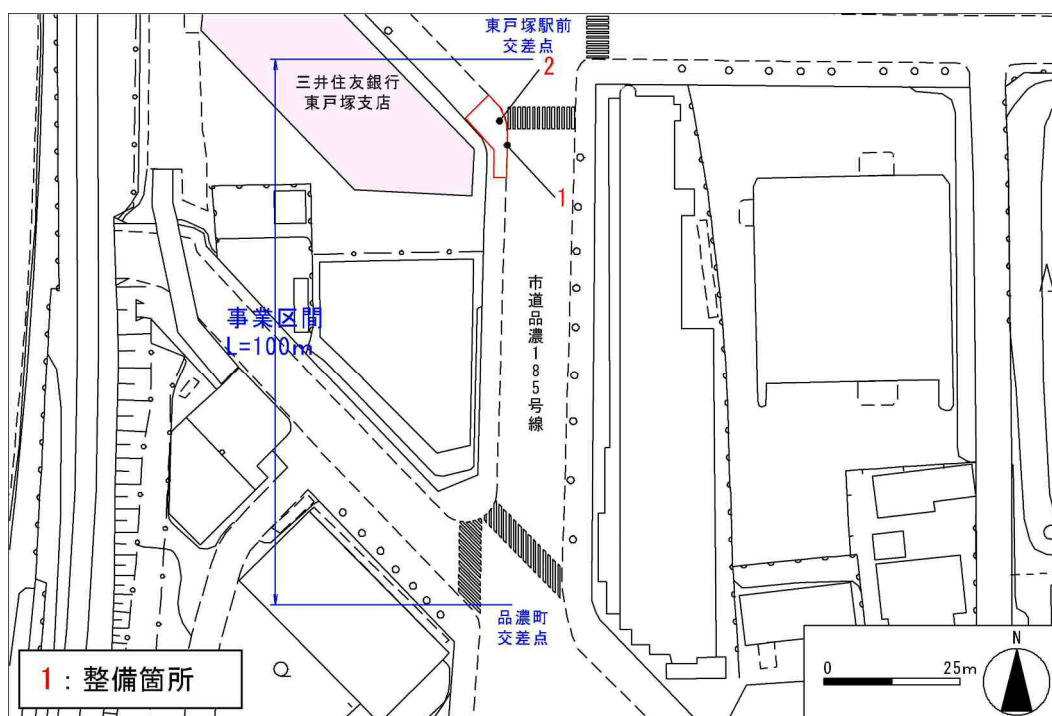 東戸塚駅前
交差点
2
三井住友銀行
東戸塚支店
1
市道品濃185号線
事業区間
L=100m
品濃町
交差点
1：整備箇所
0 25m
N